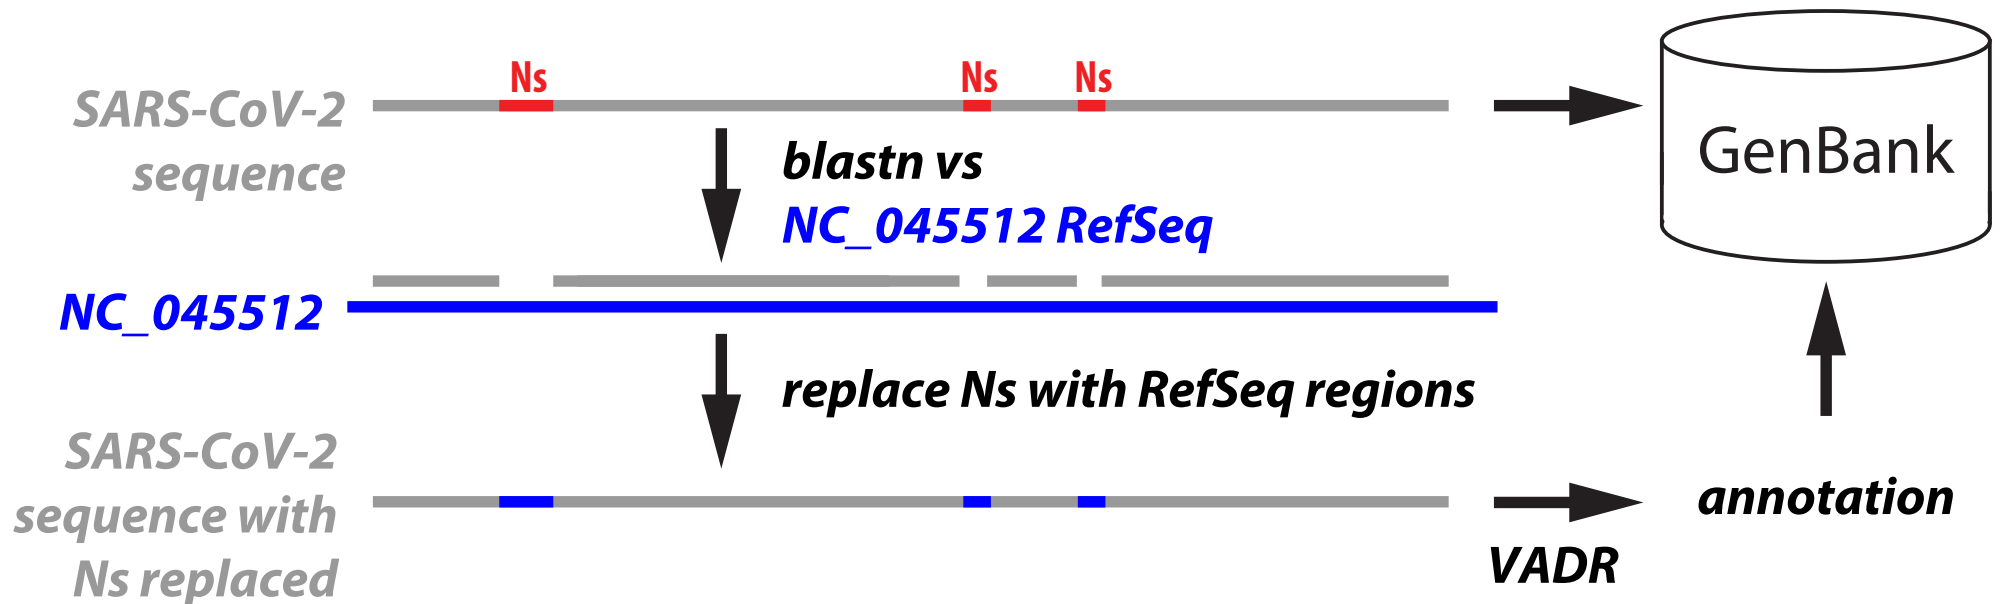 Ns Ns Ns
SARS-CoV-2
sequence
GenBank
blastn vs
NC_045512 RefSeq
NC_045512
replace Ns with RefSeq regions
SARS-CoV-2
sequence with
Ns replaced
VADR
annotation